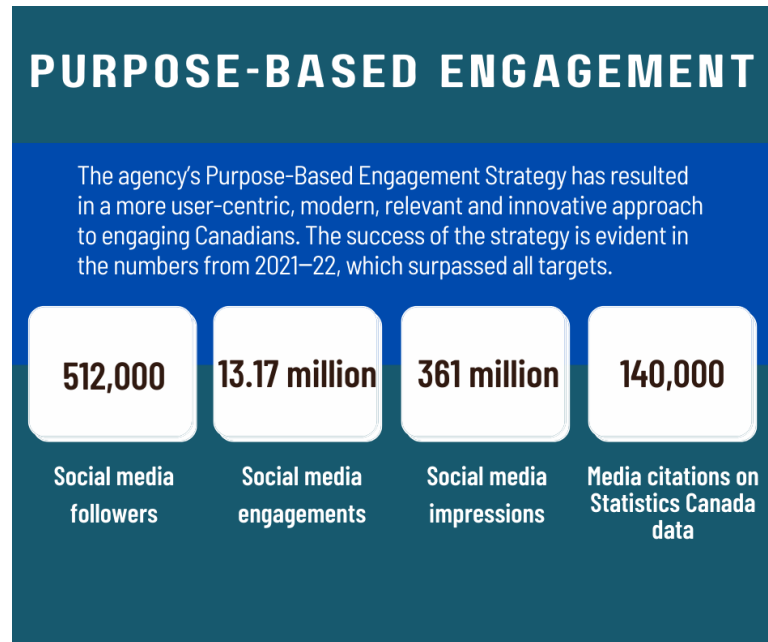 PURPOSE-BASED ENGAGEMENT
The agency's Purpose-Based Engagement Strategy has resulted
in a more user-centric, modern, relevant and innovative approach
to engaging Canadians. The success of the strategy is evident in
the numbers from 2021–22, which surpassed all targets.
512,000
Social media
followers
13.17 million
Social media
engagements
361 million
Social media
impressions
140,000
Media citations on
Statistics Canada
data